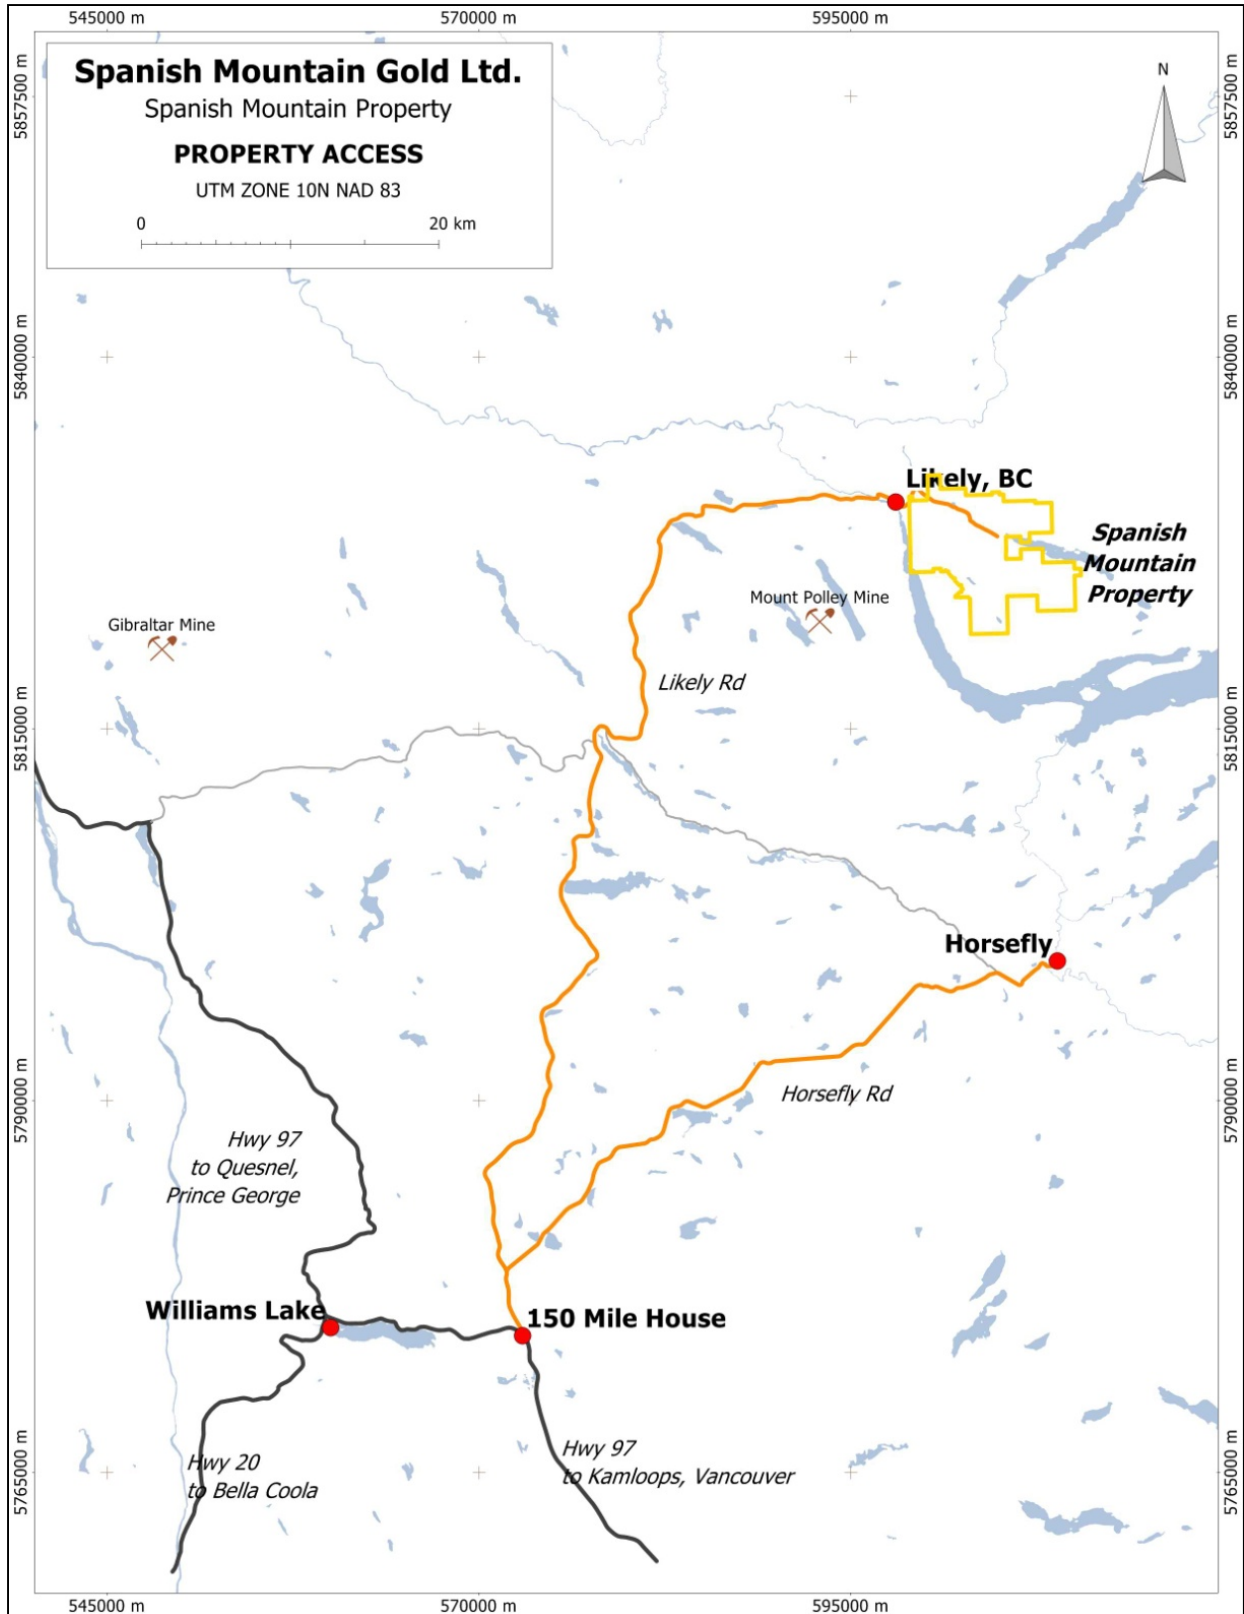 545000 m
570000 m
595000 m
Spanish Mountain Gold Ltd.
Spanish Mountain Property
PROPERTY ACCESS
UTM ZONE 10N NAD 83
0
20 km
N
5857500 m
5857500 m
5840000 m
5840000 m
Likely, BC
Spanish
Mountain
Property
Mount Polley Mine
Gibraltar Mine
Likely Rd
5815000 m
5815000 m
Horsefly
Horsefly Rd
5790000 m
5790000 m
Hwy 97
to Quesnel,
Prince George
Williams Lake
150 Mile House
Hwy 20
to Bella Coola
Hwy 97
to Kamloops, Vancouver
5765000 m
5765000 m
545000 m
570000 m
595000 m